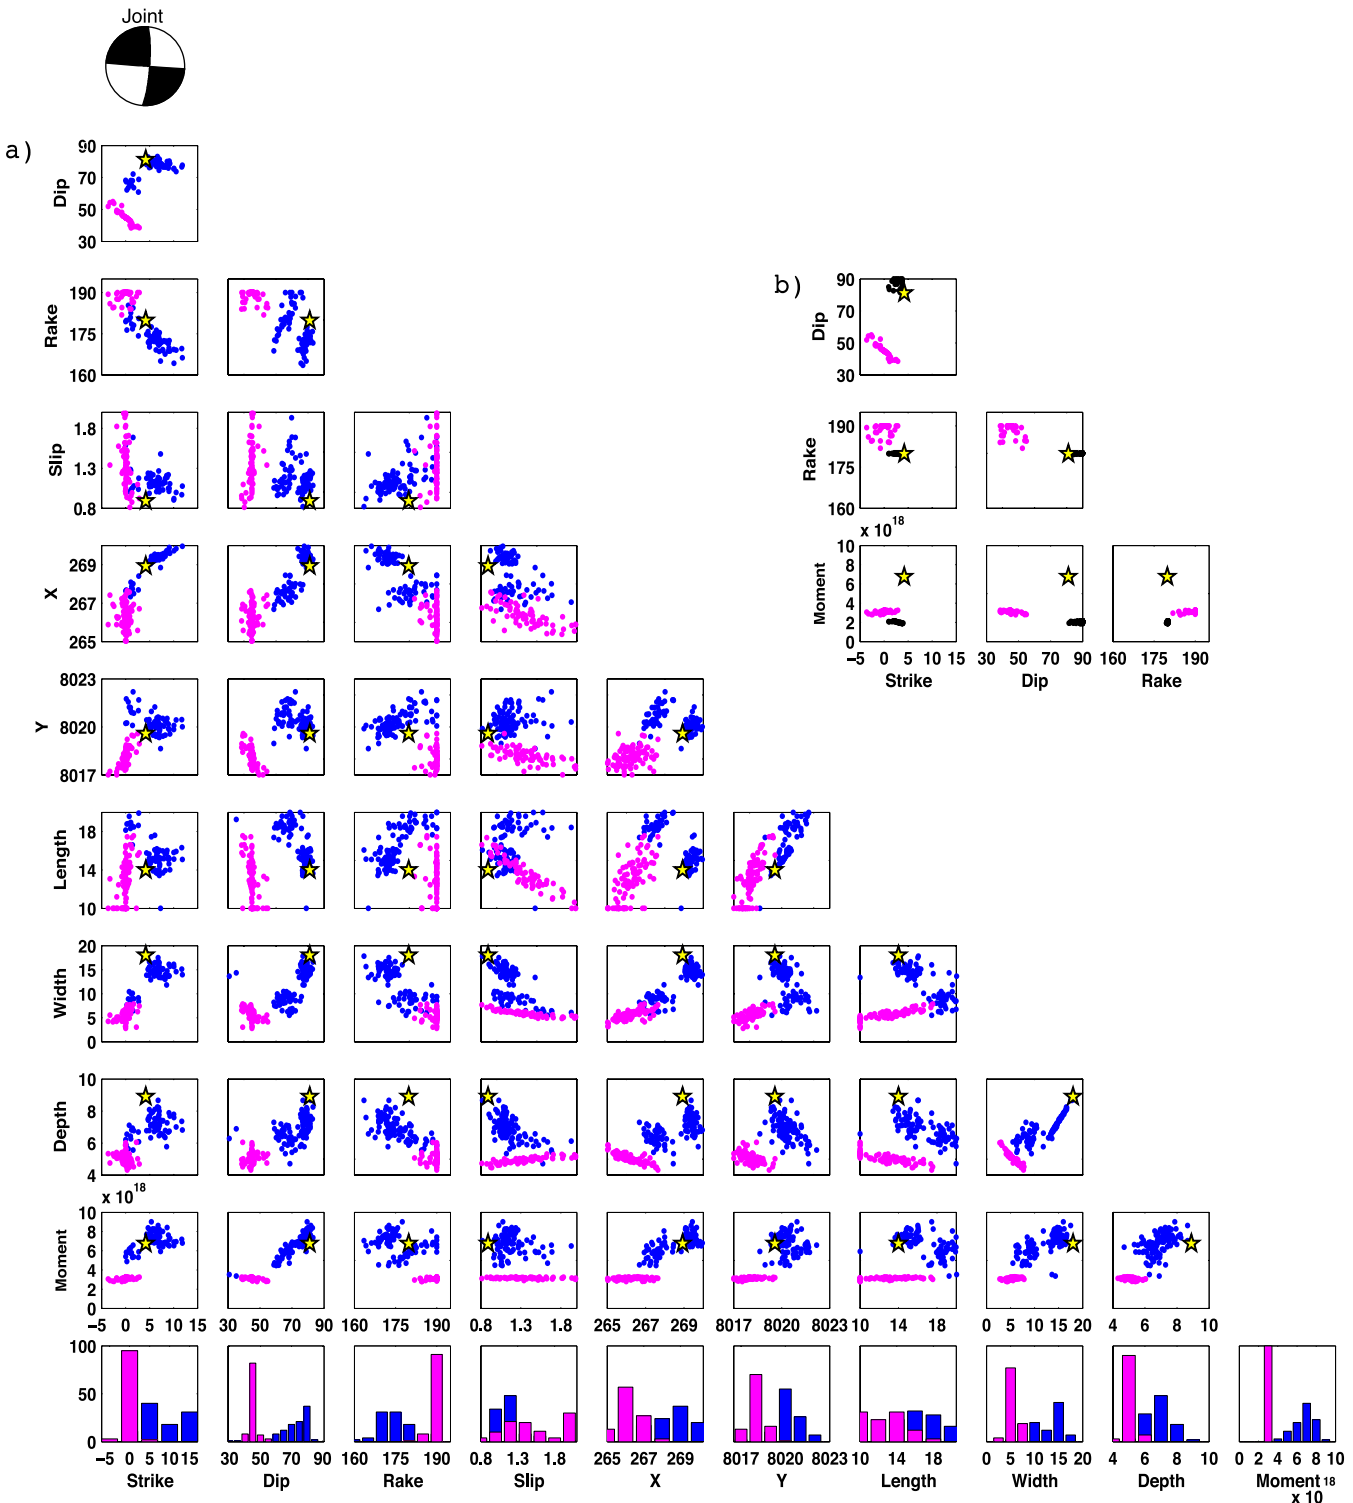 Joint
a)
90
70
50
30
Dip
190
175
160
Rake
1.8
1.3
0.8
Slip
269
267
265
X
8023
8020
8017
Y
18
14
10
Length
20
15
10
5
0
Width
10
8
6
4
Depth
x 10 18
10
8
6
4
2
0
Moment
−5 0 5 10 15 30 50 70 90 160 175 190 0.8 1.3 1.8 265 267 269 8017 8020 8023 10 14 18 0 5 10 15 20 4 6 8 10
100
50
0
−5 0 5 10 15 30 50 70 90 160 175 190 0.8 1.3 1.8 265 267 269 8017 8020 8023 10 14 18 0 5 10 15 20 4 6 8 10 0 2 4 6 8 10
Strike Dip Rake Slip X Y Length Width Depth Moment 18
x 10
b)
90
70
50
30
Dip
190
175
160
Rake
x 10 18
10
8
6
4
2
0
Moment
−5 0 5 10 15 30 50 70 90 160 175 190
Strike Dip Rake